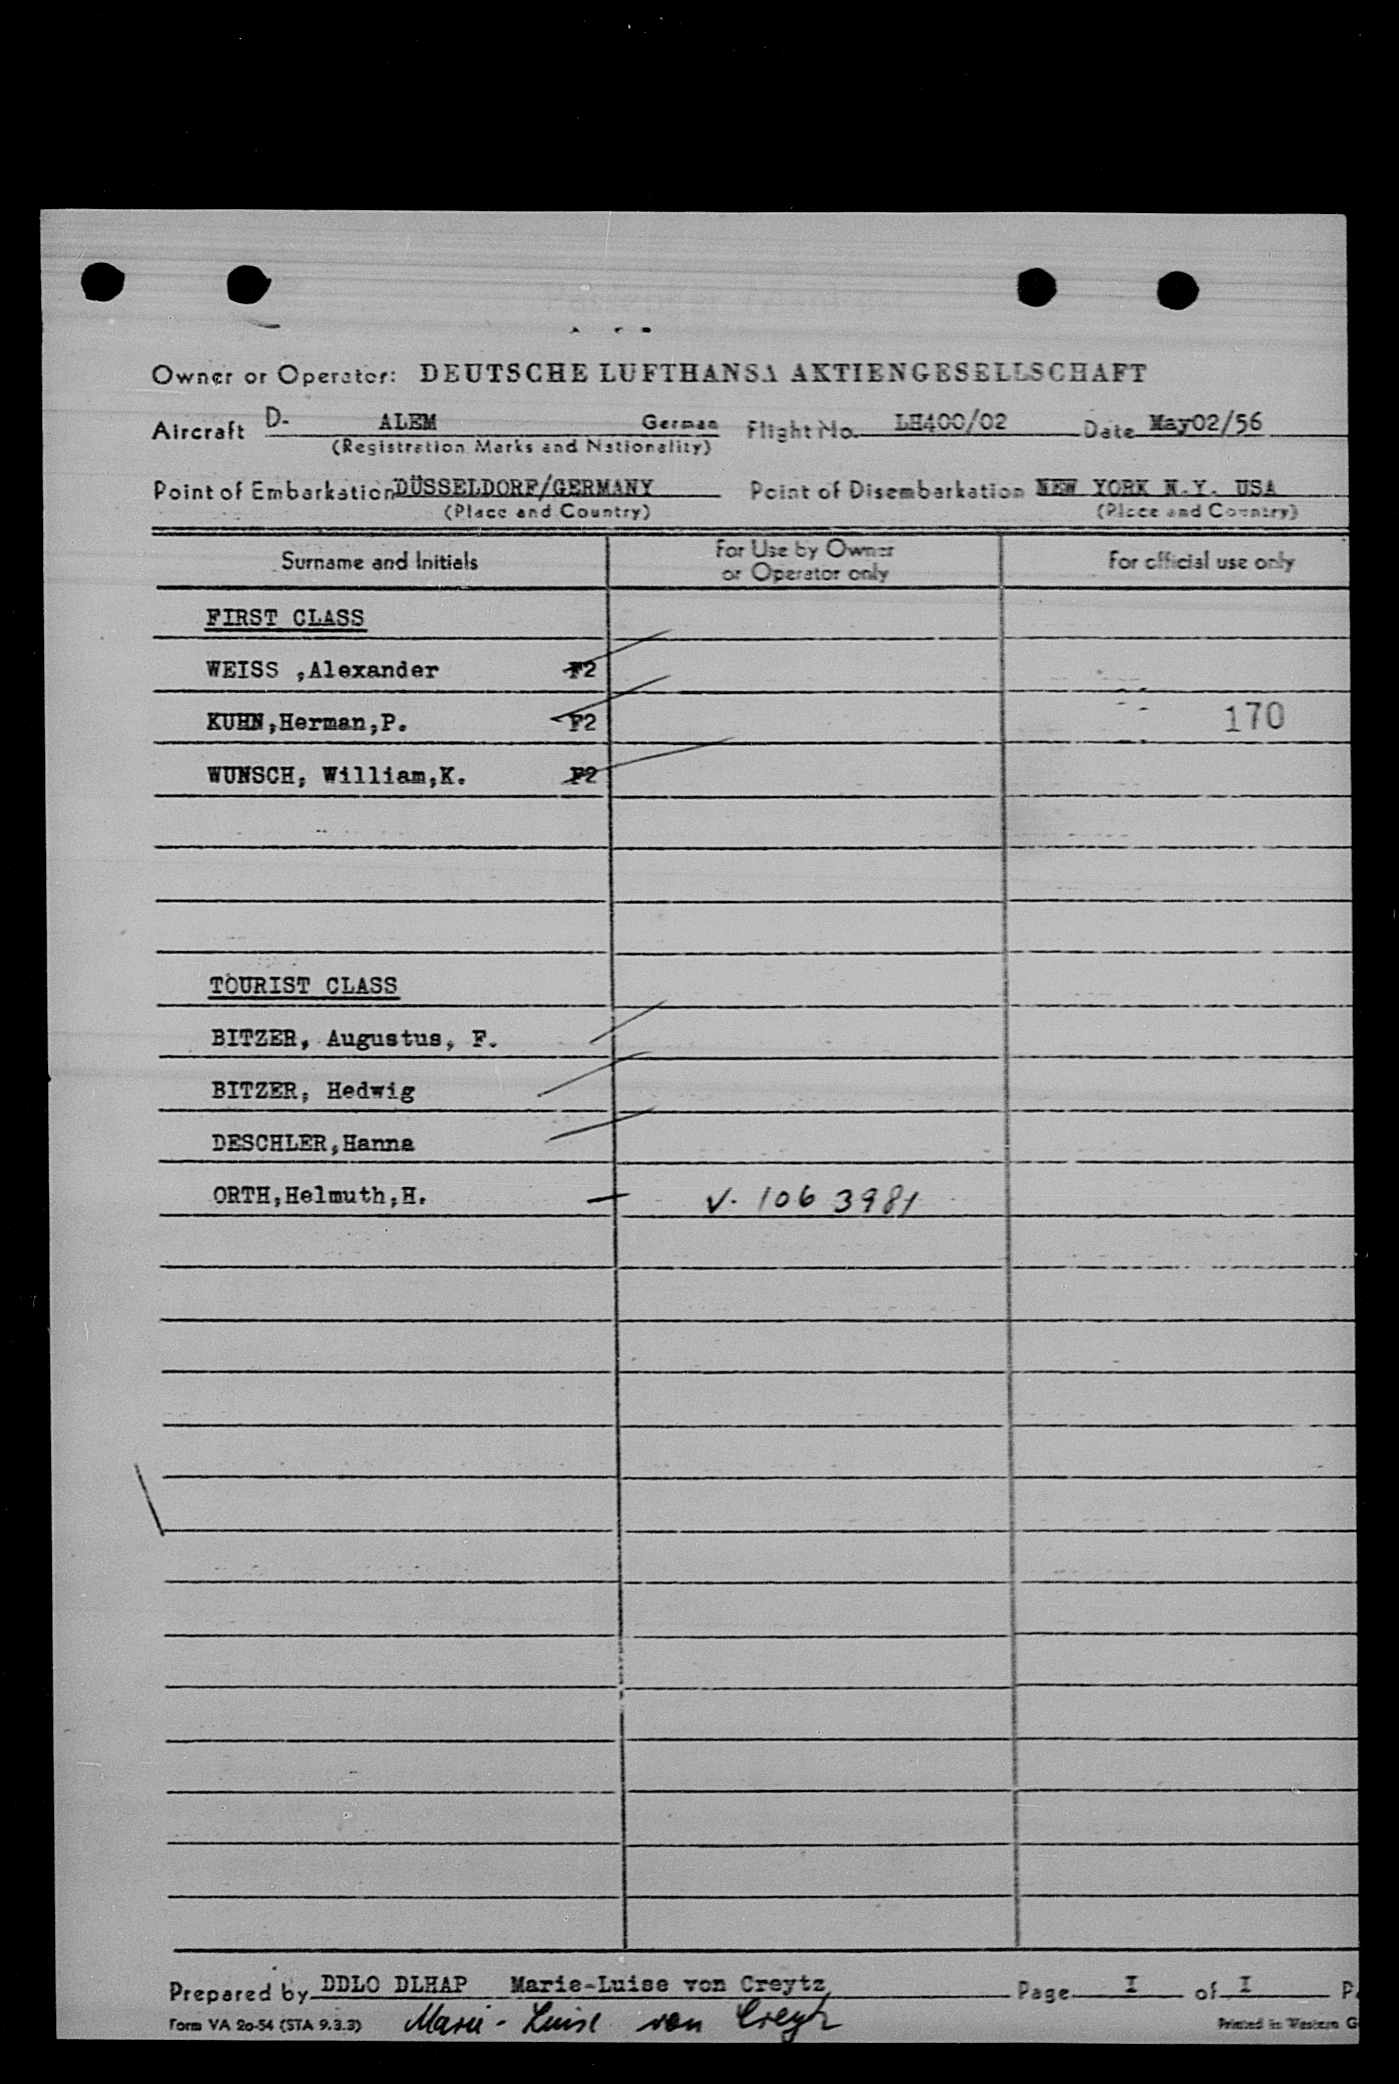 Owner or Operator: DEUTSCHE LUFTHANSA AKTIENGESELLSCHAFT
Aircraft D- ALEM German Flight No. LH400/02 Date May02/56
(Registration Marks and Nationality)
Point of Embarkation DÜSSELDORF/GERMANY Point of Disembarkation NEW YORK N.Y. USA
(Place and Country) (Place and Country)
Surname and Initials For Use by Owner or Operator only For official use only
FIRST CLASS
WEISS ,Alexander F2
KUHN,Herman,P. F2 170
WUNSCH, William,K. F2
TOURIST CLASS
BITZER, Augustus, F.
BITZER, Hedwig
DESCHLER,Hanna
ORTH,Helmuth,H. V. 106 3981
Prepared by DDLO DLHAP Marie-Luise von Creytz Page I of I
Form VA 20-54 (STA 9.3.3) Marie-Luise von Creytz Printed in Western G